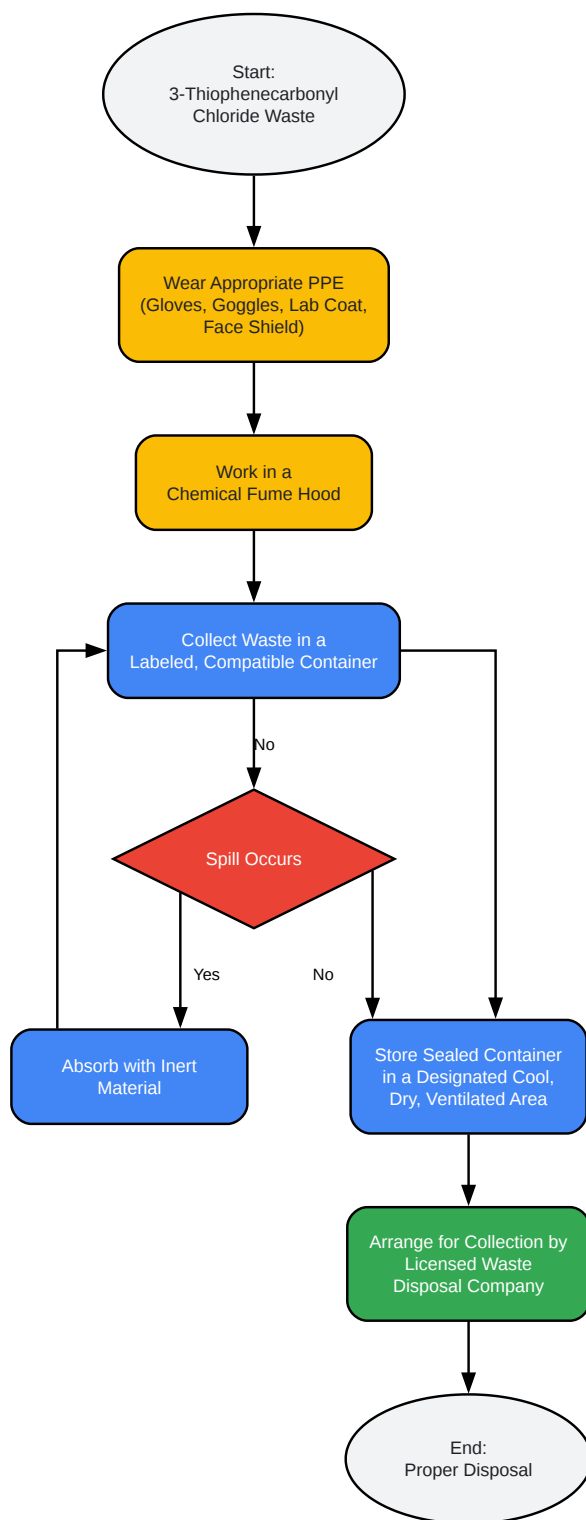 Start:
3-Thiophenecarbonyl
Chloride Waste
Wear Appropriate PPE
(Gloves, Goggles, Lab Coat,
Face Shield)
Work in a
Chemical Fume Hood
Collect Waste in a
Labeled, Compatible Container
No
Spill Occurs
Yes
No
Absorb with Inert
Material
Store Sealed Container
in a Designated Cool,
Dry, Ventilated Area
Arrange for Collection by
Licensed Waste
Disposal Company
End:
Proper Disposal